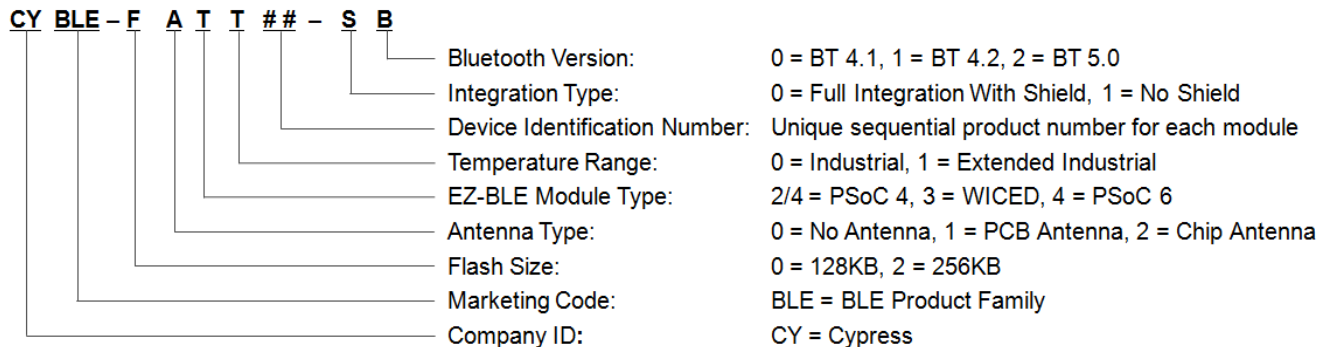 CY BLE – F A T T ## – S B
Bluetooth Version: 0 = BT 4.1, 1 = BT 4.2, 2 = BT 5.0
Integration Type: 0 = Full Integration With Shield, 1 = No Shield
Device Identification Number: Unique sequential product number for each module
Temperature Range: 0 = Industrial, 1 = Extended Industrial
EZ-BLE Module Type: 2/4 = PSoC 4, 3 = WICED, 4 = PSoC 6
Antenna Type: 0 = No Antenna, 1 = PCB Antenna, 2 = Chip Antenna
Flash Size: 0 = 128KB, 2 = 256KB
Marketing Code: BLE = BLE Product Family
Company ID: CY = Cypress